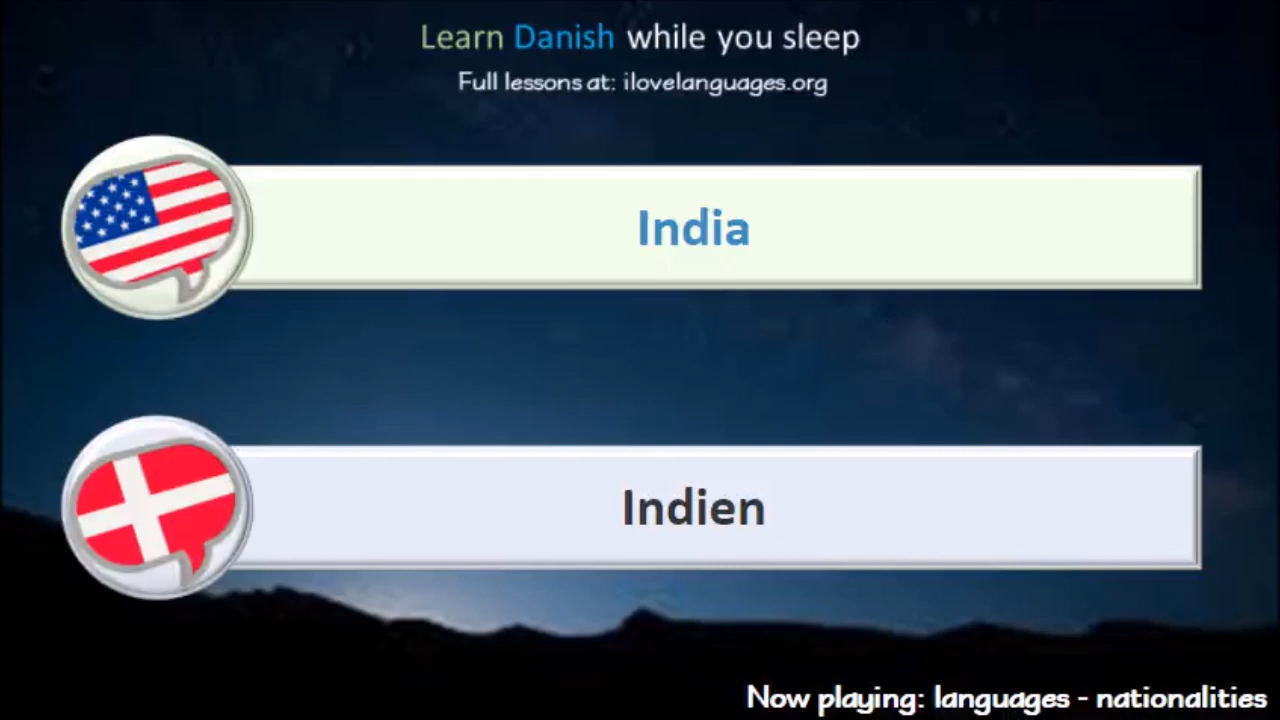 Learn Danish while you sleep
Full lessons at: ilovelanguages.org
India
Indien
Now playing: languages - nationalities